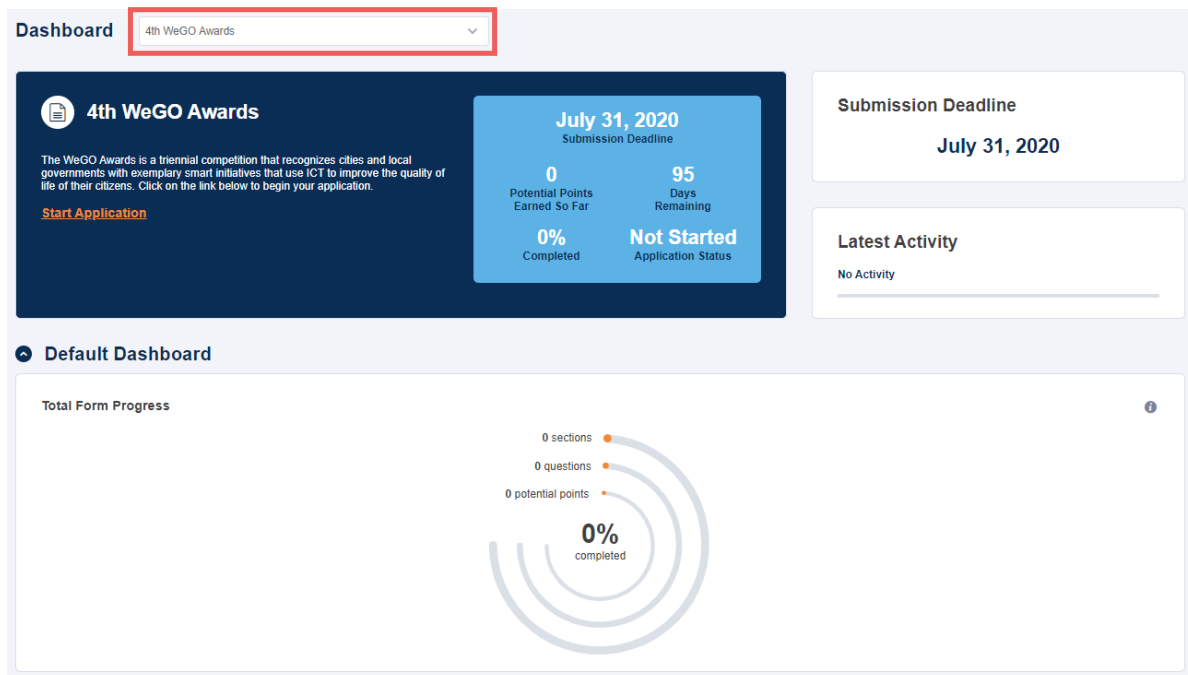 Dashboard
4th WeGO Awards
4th WeGO Awards
The WeGO Awards is a triennial competition that recognizes cities and local
governments with exemplary smart initiatives that use ICT to improve the quality of
life of their citizens. Click on the link below to begin your application.
Start Application
July 31, 2020
Submission Deadline
0
Potential Points
Earned So Far
95
Days
Remaining
0%
Completed
Not Started
Application Status
Submission Deadline
July 31, 2020
Latest Activity
No Activity
Default Dashboard
Total Form Progress
i
0 sections
0 questions
0 potential points
0%
completed